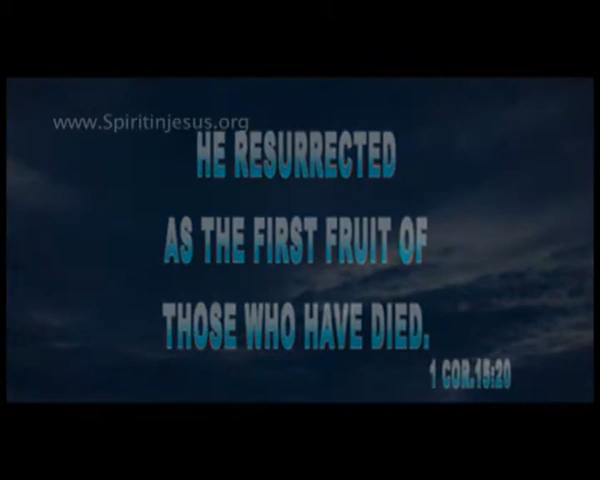 www.Spiritinjesus.org
HE RESURRECTED
AS THE FIRST FRUIT OF
THOSE WHO HAVE DIED.
1 COR.15:20